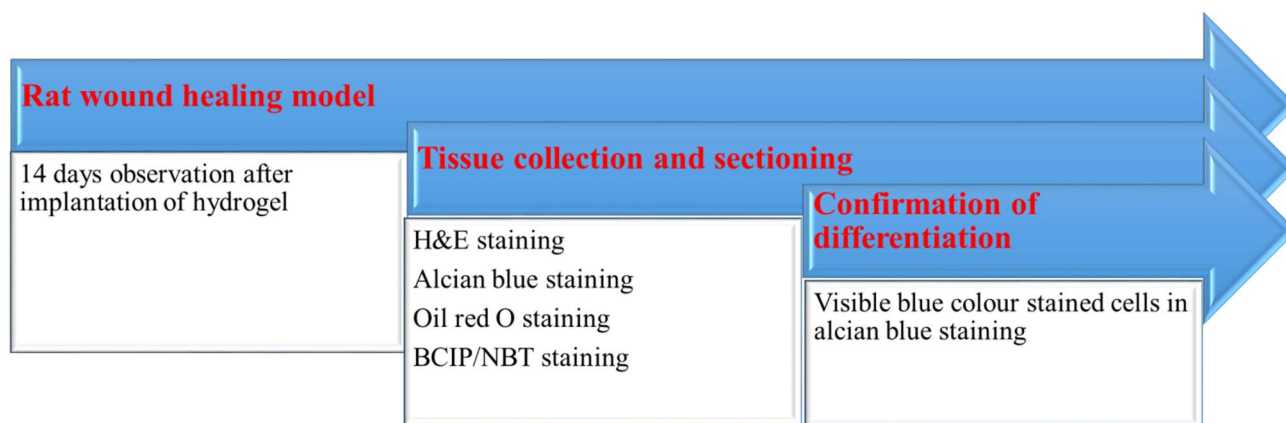 Rat wound healing model
14 days observation after
implantation of hydrogel
Tissue collection and sectioning
H&E staining
Alcian blue staining
Oil red O staining
BCIP/NBT staining
Confirmation of
differentiation
Visible blue colour stained cells in
alcian blue staining